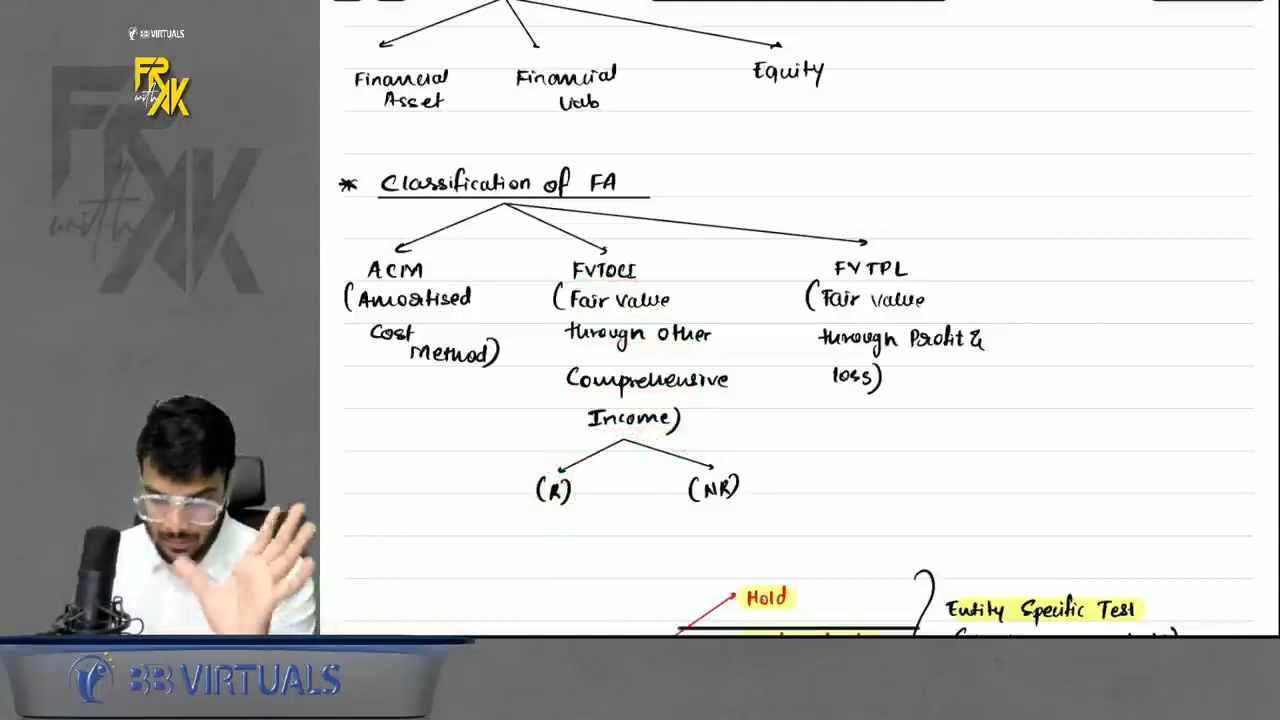 BB VIRTUALS
FR
with
AK
Financial Asset
Financial Liab
Equity
* Classification of FA
ACM
(Amortised
Cost
Method)
FVTOCI
(Fair value
through other
Comprehensive
Income)
(R)
(NR)
FVTPL
(Fair value
through Profit &
loss)
Hold
Entity Specific Test
BB VIRTUALS